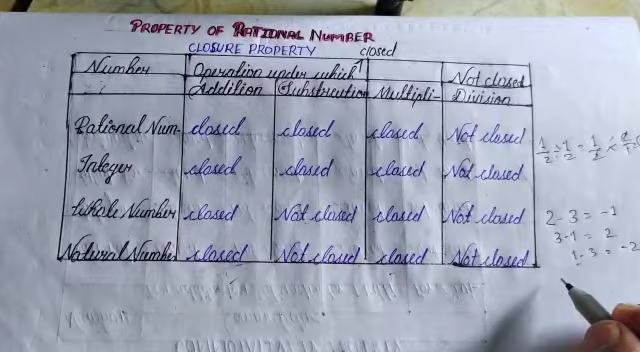 PROPERTY OF RATIONAL NUMBER
CLOSURE PROPERTY closed
Number Operation under which Not closed
Addition Substraction Multipli- Division
Rational Num- closed closed closed Not closed
Integer closed closed closed Not closed
Whole Number closed Not closed closed Not closed
Natural Number closed Not closed closed Not closed
2-3 = -1
3-1 = 2
1-3 = -2